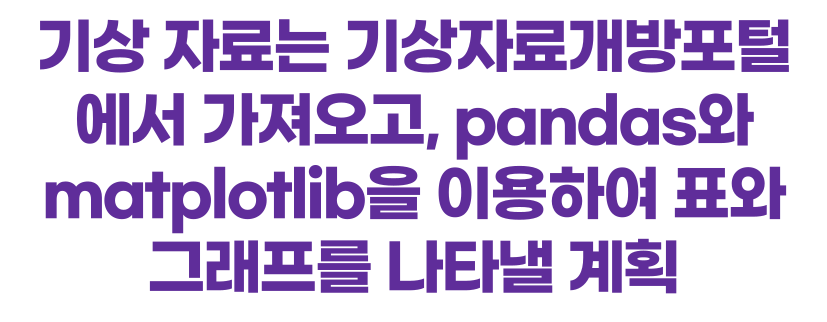 기상 자료는 기상자료개방포털
에서 가져오고, pandas와
matplotlib을 이용하여 표와
그래프를 나타낼 계획